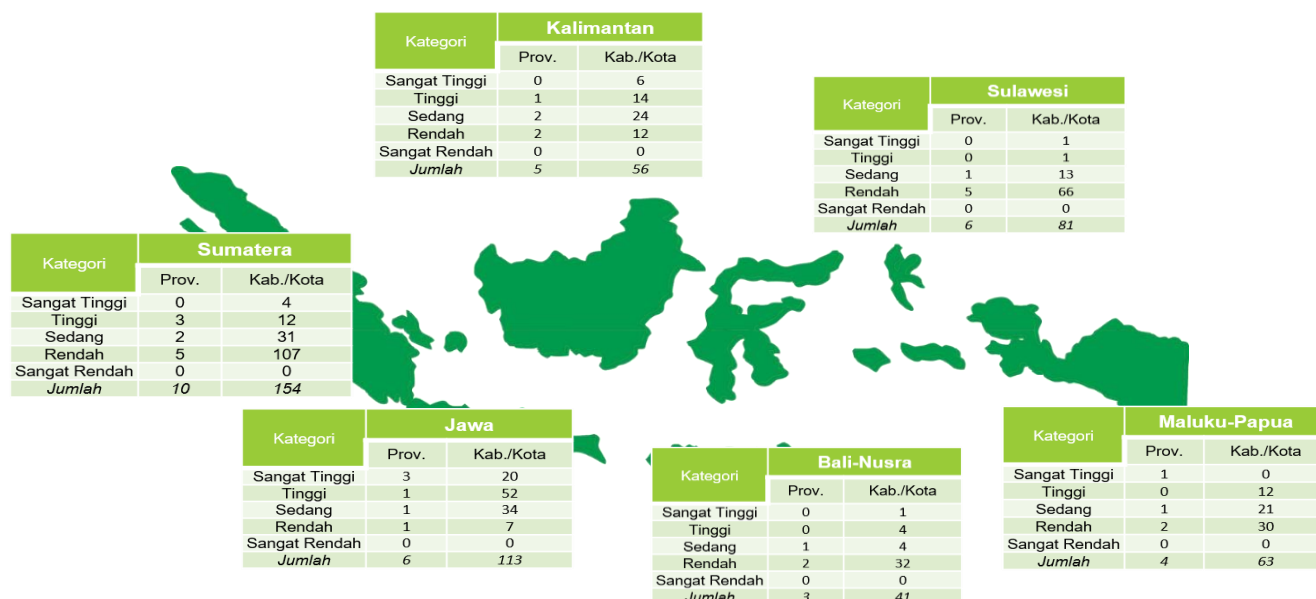 Kategori Kalimantan
Prov. Kab./Kota
Sangat Tinggi 0 6
Tinggi 1 14
Sedang 2 24
Rendah 2 12
Sangat Rendah 0 0
Jumlah 5 56
Kategori Sulawesi
Prov. Kab./Kota
Sangat Tinggi 0 1
Tinggi 0 1
Sedang 1 13
Rendah 5 66
Sangat Rendah 0 0
Jumlah 6 81
Kategori Sumatera
Prov. Kab./Kota
Sangat Tinggi 0 4
Tinggi 3 12
Sedang 2 31
Rendah 5 107
Sangat Rendah 0 0
Jumlah 10 154
Kategori Jawa
Prov. Kab./Kota
Sangat Tinggi 3 20
Tinggi 1 52
Sedang 1 34
Rendah 1 7
Sangat Rendah 0 0
Jumlah 6 113
Kategori Bali-Nusra
Prov. Kab./Kota
Sangat Tinggi 0 1
Tinggi 0 4
Sedang 1 4
Rendah 2 32
Sangat Rendah 0 0
Jumlah 3 41
Kategori Maluku-Papua
Prov. Kab./Kota
Sangat Tinggi 1 0
Tinggi 0 12
Sedang 1 21
Rendah 2 30
Sangat Rendah 0 0
Jumlah 4 63